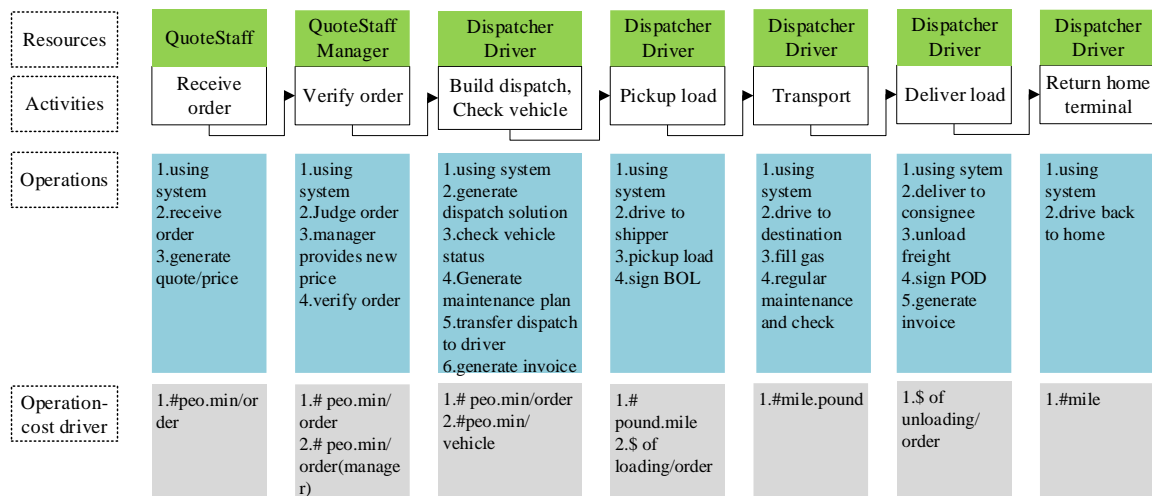 Resources
QuoteStaff
QuoteStaff
Manager
Dispatcher
Driver
Dispatcher
Driver
Dispatcher
Driver
Dispatcher
Driver
Dispatcher
Driver
Activities
Receive
order
Verify order
Build dispatch,
Check vehicle
Pickup load
Transport
Deliver load
Return home
terminal
Operations
1.using
system
2.receive
order
3.generate
quote/price
1.using
system
2.Judge order
3.manager
provides new
price
4.verify order
1.using system
2.generate
dispatch solution
3.check vehicle
status
4.Generate
maintenance plan
5.transfer dispatch
to driver
6.generate invoice
1.using
system
2.drive to
shipper
3.pickup load
4.sign BOL
1.using
system
2.drive to
destination
3.fill gas
4.regular
maintenance
and check
1.using sytem
2.deliver to
consignee
3.unload
freight
4.sign POD
5.generate
invoice
1.using
system
2.drive back
to home
Operation-
cost driver
1.#peo.min/or
der
1.# peo.min/
order
2.# peo.min/
order(manage
r)
1.# peo.min/order
2.#peo.min/
vehicle
1.#
pound.mile
2.$ of
loading/order
1.#mile.pound
1.$ of
unloading/
order
1.#mile